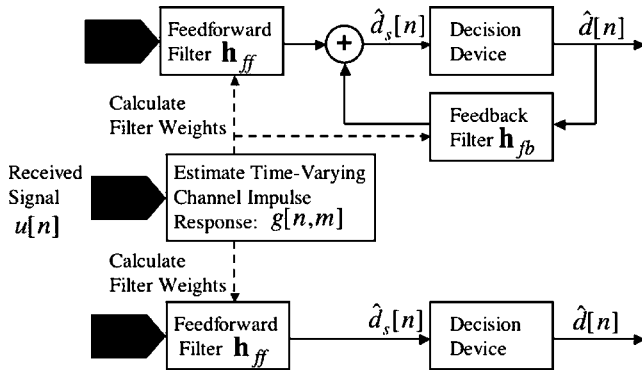 Feedforward
Filter h_ff
+
d̂_s[n]
Decision
Device
d̂[n]
Calculate
Filter Weights
Feedback
Filter h_fb
Received
Signal
u[n]
Estimate Time-Varying
Channel Impulse
Response: g[n,m]
Calculate
Filter Weights
Feedforward
Filter h_ff
d̂_s[n]
Decision
Device
d̂[n]